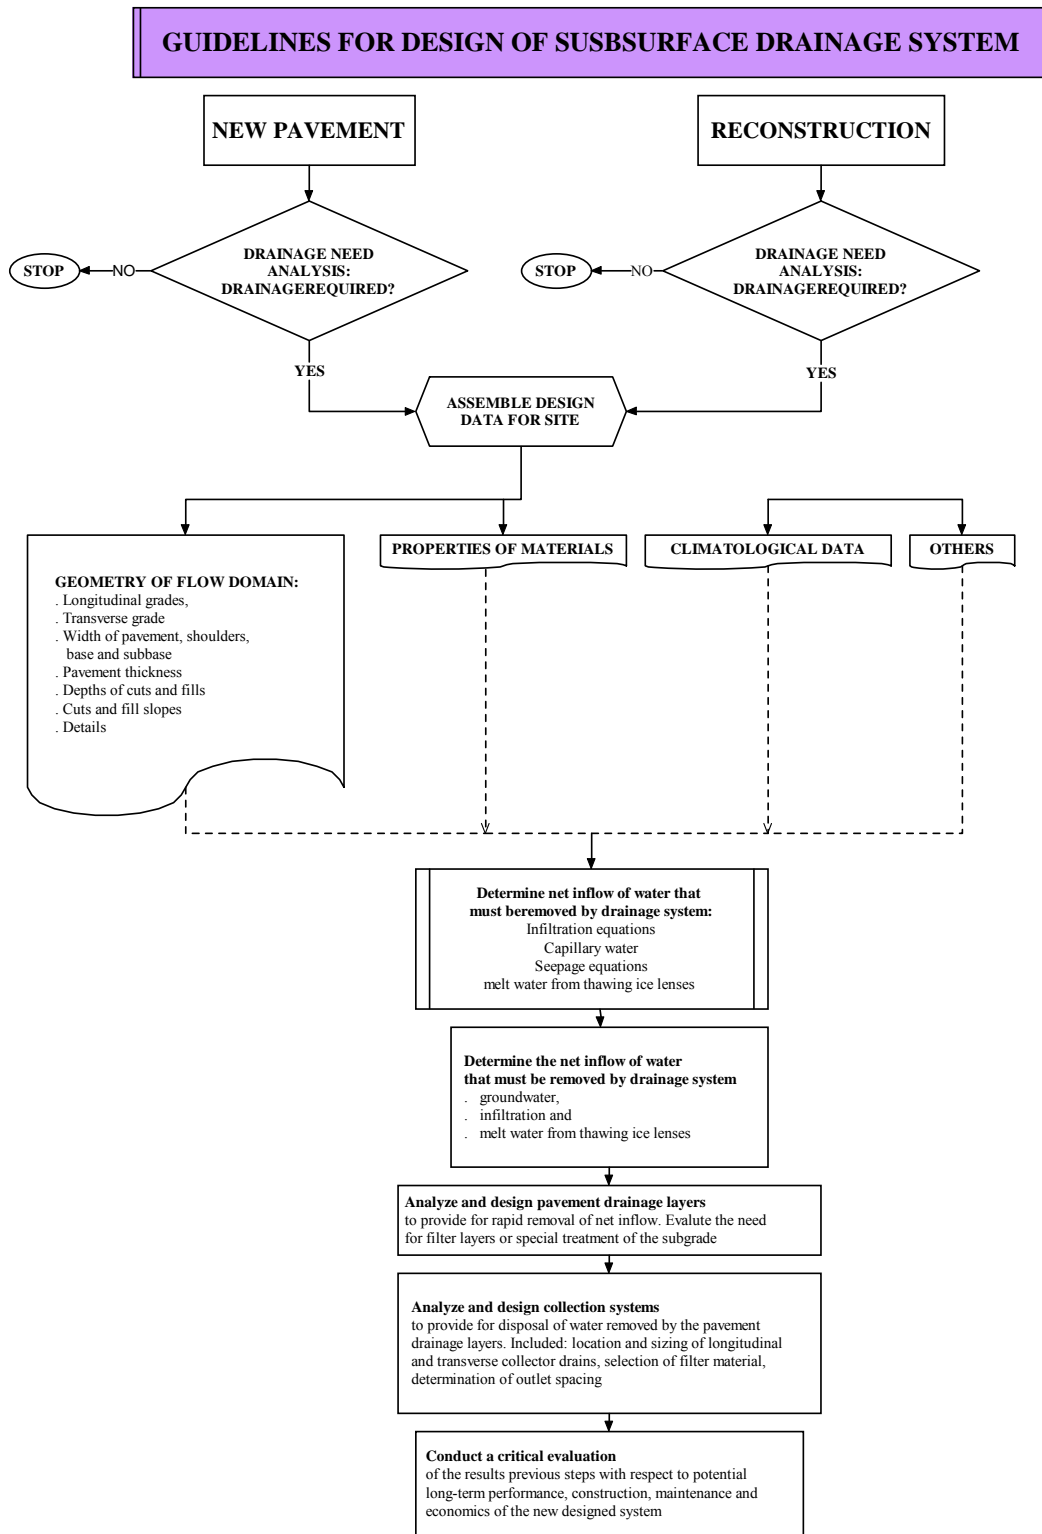 GUIDELINES FOR DESIGN OF SUSBSURFACE DRAINAGE SYSTEM
NEW PAVEMENT
RECONSTRUCTION
DRAINAGE NEED
ANALYSIS:
DRAINAGEREQUIRED?
STOP
NO
YES
DRAINAGE NEED
ANALYSIS:
DRAINAGEREQUIRED?
STOP
NO
YES
ASSEMBLE DESIGN
DATA FOR SITE
GEOMETRY OF FLOW DOMAIN:
. Longitudinal grades,
. Transverse grade
. Width of pavement, shoulders,
base and subbase
. Pavement thickness
. Depths of cuts and fills
. Cuts and fill slopes
. Details
PROPERTIES OF MATERIALS
CLIMATOLOGICAL DATA
OTHERS
Determine net inflow of water that
must beremoved by drainage system:
Infiltration equations
Capillary water
Seepage equations
melt water from thawing ice lenses
Determine the net inflow of water
that must be removed by drainage system
. groundwater,
. infiltration and
. melt water from thawing ice lenses
Analyze and design pavement drainage layers
to provide for rapid removal of net inflow. Evalute the need
for filter layers or special treatment of the subgrade
Analyze and design collection systems
to provide for disposal of water removed by the pavement
drainage layers. Included: location and sizing of longitudinal
and transverse collector drains, selection of filter material,
determination of outlet spacing
Conduct a critical evaluation
of the results previous steps with respect to potential
long-term performance, construction, maintenance and
economics of the new designed system